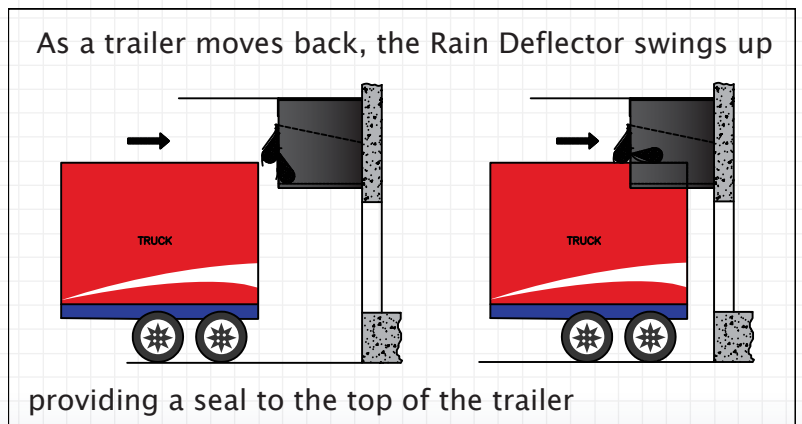 As a trailer moves back, the Rain Deflector swings up
TRUCK
TRUCK
providing a seal to the top of the trailer